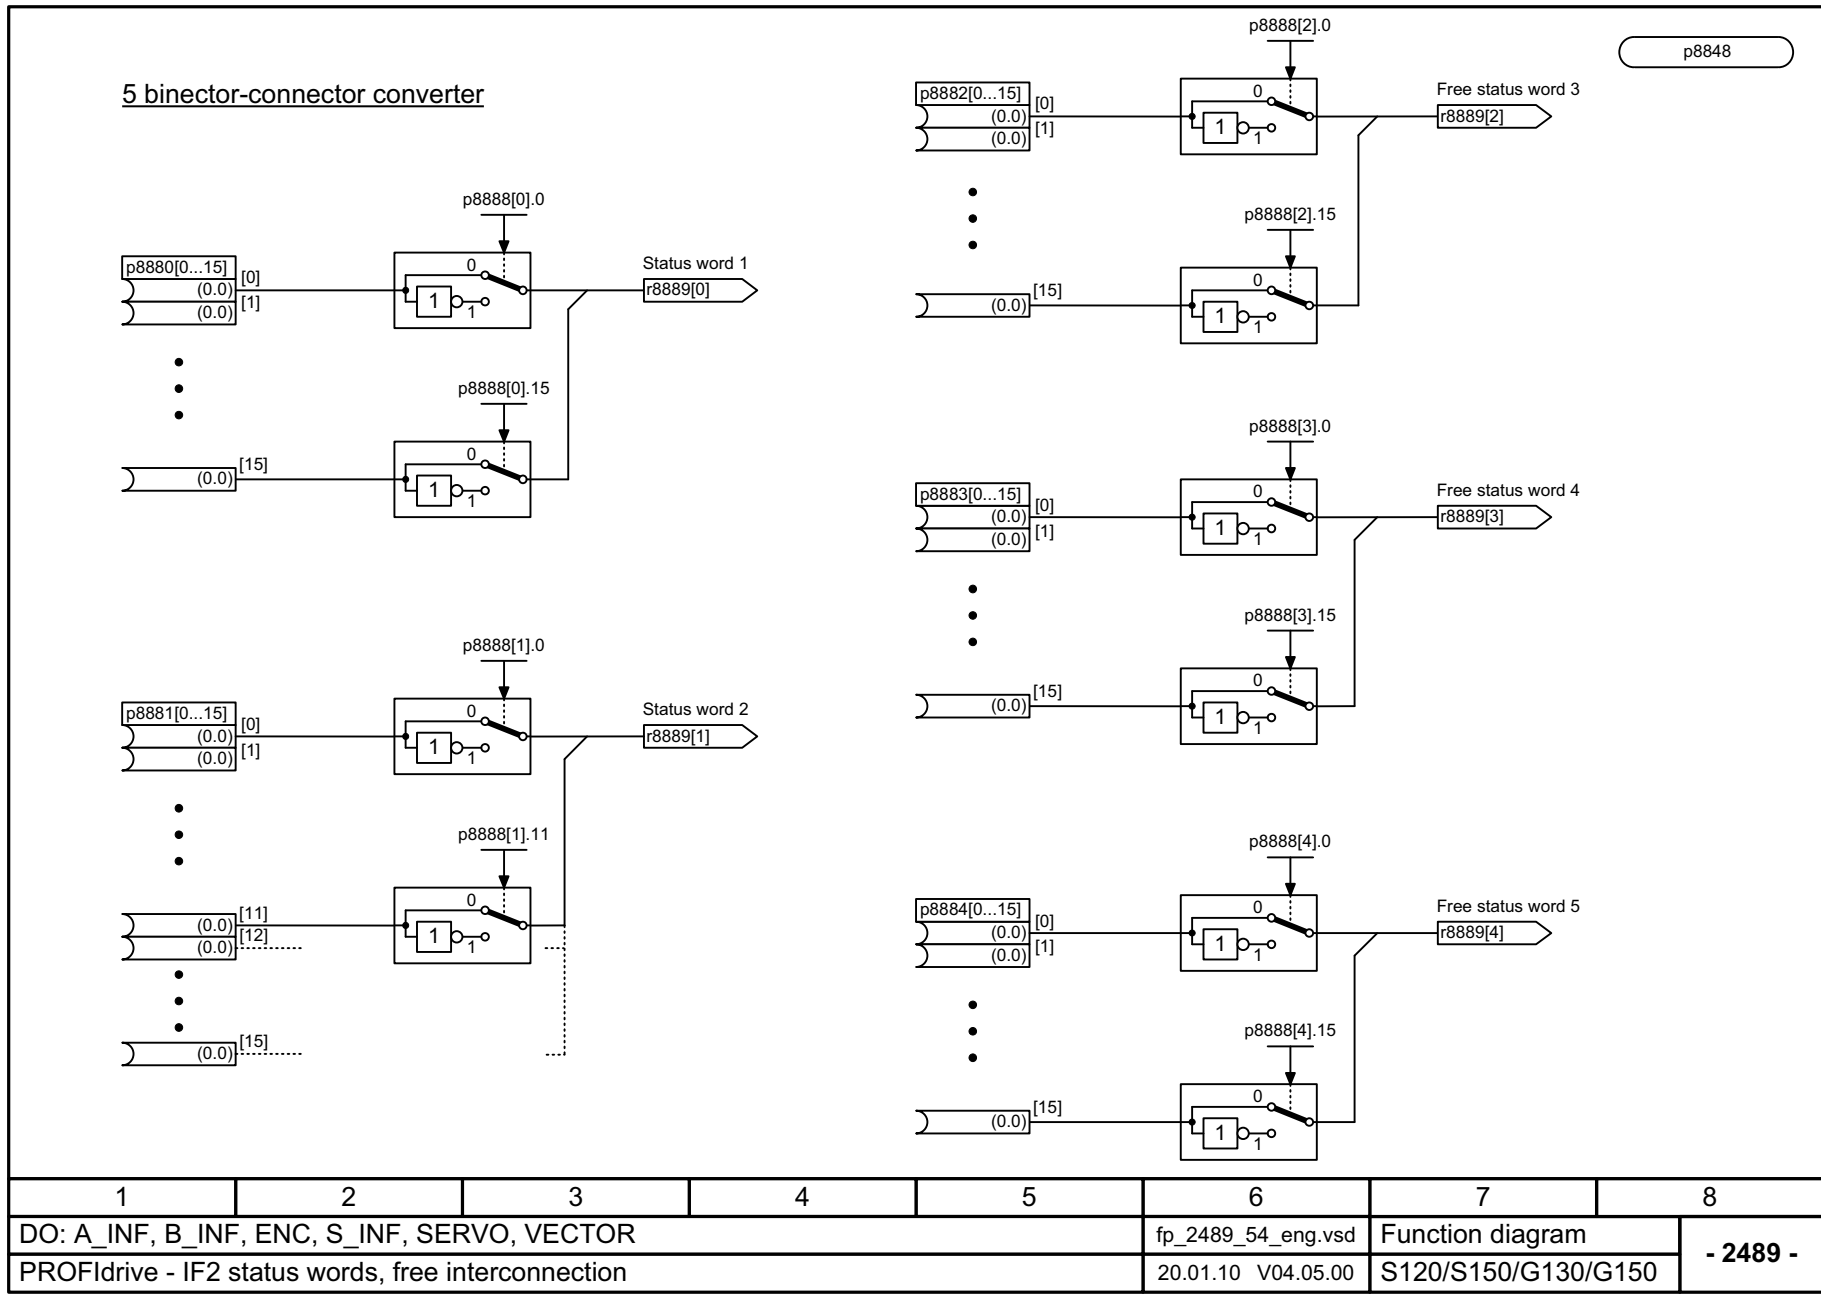 5 binector-connector converter
p8848
p8888[0].0
p8880[0...15]
(0.0)
[0]
(0.0)
[1]
0
1
1
Status word 1
r8889[0]
p8888[0].15
(0.0)
[15]
0
1
1
p8888[1].0
p8881[0...15]
(0.0)
[0]
(0.0)
[1]
0
1
1
Status word 2
r8889[1]
p8888[1].11
(0.0)
[11]
(0.0)
[12]
0
1
1
(0.0)
[15]
p8888[2].0
p8882[0...15]
(0.0)
[0]
(0.0)
[1]
0
1
1
Free status word 3
r8889[2]
p8888[2].15
(0.0)
[15]
0
1
1
p8888[3].0
p8883[0...15]
(0.0)
[0]
(0.0)
[1]
0
1
1
Free status word 4
r8889[3]
p8888[3].15
(0.0)
[15]
0
1
1
p8888[4].0
p8884[0...15]
(0.0)
[0]
(0.0)
[1]
0
1
1
Free status word 5
r8889[4]
p8888[4].15
(0.0)
[15]
0
1
1
1 2 3 4 5 6 7 8
DO: A_INF, B_INF, ENC, S_INF, SERVO, VECTOR
fp_2489_54_eng.vsd
Function diagram
- 2489 -
PROFIdrive - IF2 status words, free interconnection
20.01.10 V04.05.00
S120/S150/G130/G150